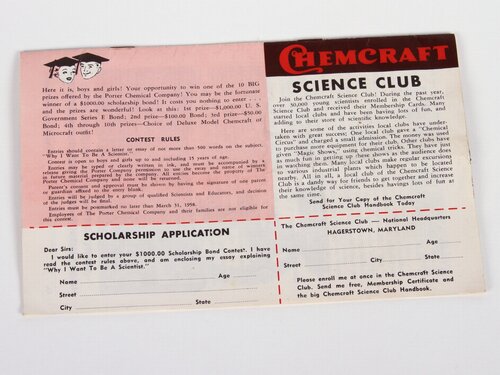 Here it is, boys and girls! Your opportunity to win one of the 10 BIG
prizes offered by the Porter Chemical Company! You may be the fortunate
winner of a $1000.00 scholarship bond! It costs you nothing to enter . . .
and the prizes are wonderful! Look at this: 1st prize—$1,000.00 U. S.
Government Series E Bond; 2nd prize—$100.00 Bond; 3rd prize—$50.00
Bond; 4th through 10th prizes—Choice of Deluxe Model Chemcraft or
Microcraft outfit!
CONTEST RULES
Entries should contain a letter or essay of not more than 500 words on the subject,
"Why I Want To Be A Scientist."
Contest is open to boys and girls up to and including 15 years of age.
Entries may be typed or clearly written in ink, and must be accompanied by a
release giving the Porter Company permission to use the entry and name of winners
in future material prepared by the company. All entries become the property of The
Porter Chemical Company and none can be returned.
Parent's consent and approval must be shown by having the signature of one parent
or guardian affixed to the entry blank.
Entries will be judged by a group of qualified Scientists and Educators, and decision
of the judges will be final.
Entries must be postmarked no later than March 31, 1958.
Employees of The Porter Chemical Company and their families are not eligible for
this contest.
SCHOLARSHIP APPLICATION
Dear Sirs:
I would like to enter your $1000.00 Scholarship Bond Contest. I have
read the contest rules above, and am enclosing my essay explaining
"Why I Want To Be A Scientist."
Name Age
Street
City State
CHEMCRAFT
SCIENCE CLUB
Join the Chemcraft Science Club! During the past year,
over 30,000 young scientists enrolled in the Chemcraft
Science Club and received their Membership Cards. Many
started local clubs and have been having lots of fun and
adding to their store of scientific knowledge.
Here are some of the activities local clubs have under-
taken with great success; One local club gave a "Chemical
Circus" and charged a small admission. The money was used
to purchase more equipment for their club. Other clubs have
given "Magic Shows," using chemical tricks. They have just
as much fun in getting up these shows as the audience does
in watching them. Many local clubs make regular excursions
to various industrial plants which happen to be located
nearby. All in all, a local club of the Chemcraft Science
Club is a dandy way for friends to get together and increase
their knowledge of science, besides havings lots of fun at
the same time.
Send for Your Copy of the Chemcraft
Science Club Handbook Today
The Chemcraft Science Club — National Headquarters
HAGERSTOWN, MARYLAND
Name Age
Street
City State
Please enroll me at once in the Chemcraft Science
Club. Send me free, Membership Certificate and
the big Chemcraft Science Club Handbook.